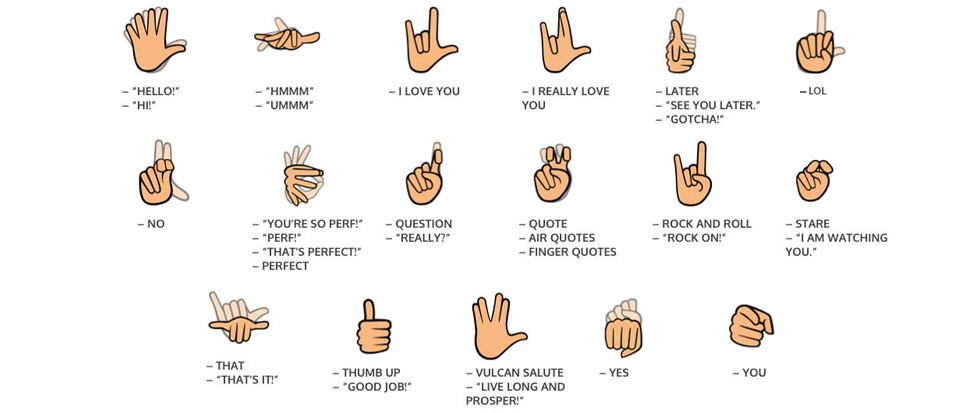 – “HELLO!”
– “HI!”
– “HMMM”
– “UMMM”
– I LOVE YOU
– I REALLY LOVE
YOU
– LATER
– “SEE YOU LATER.”
– “GOTCHA!”
– LOL
– NO
– “YOU’RE SO PERF!”
– “PERF!”
– “THAT’S PERFECT!”
– PERFECT
– QUESTION
– “REALLY?”
– QUOTE
– AIR QUOTES
– FINGER QUOTES
– ROCK AND ROLL
– “ROCK ON!”
– STARE
– “I AM WATCHING
YOU.”
– THAT
– “THAT’S IT!”
– THUMB UP
– “GOOD JOB!”
– VULCAN SALUTE
– “LIVE LONG AND
PROSPER!”
– YES
– YOU